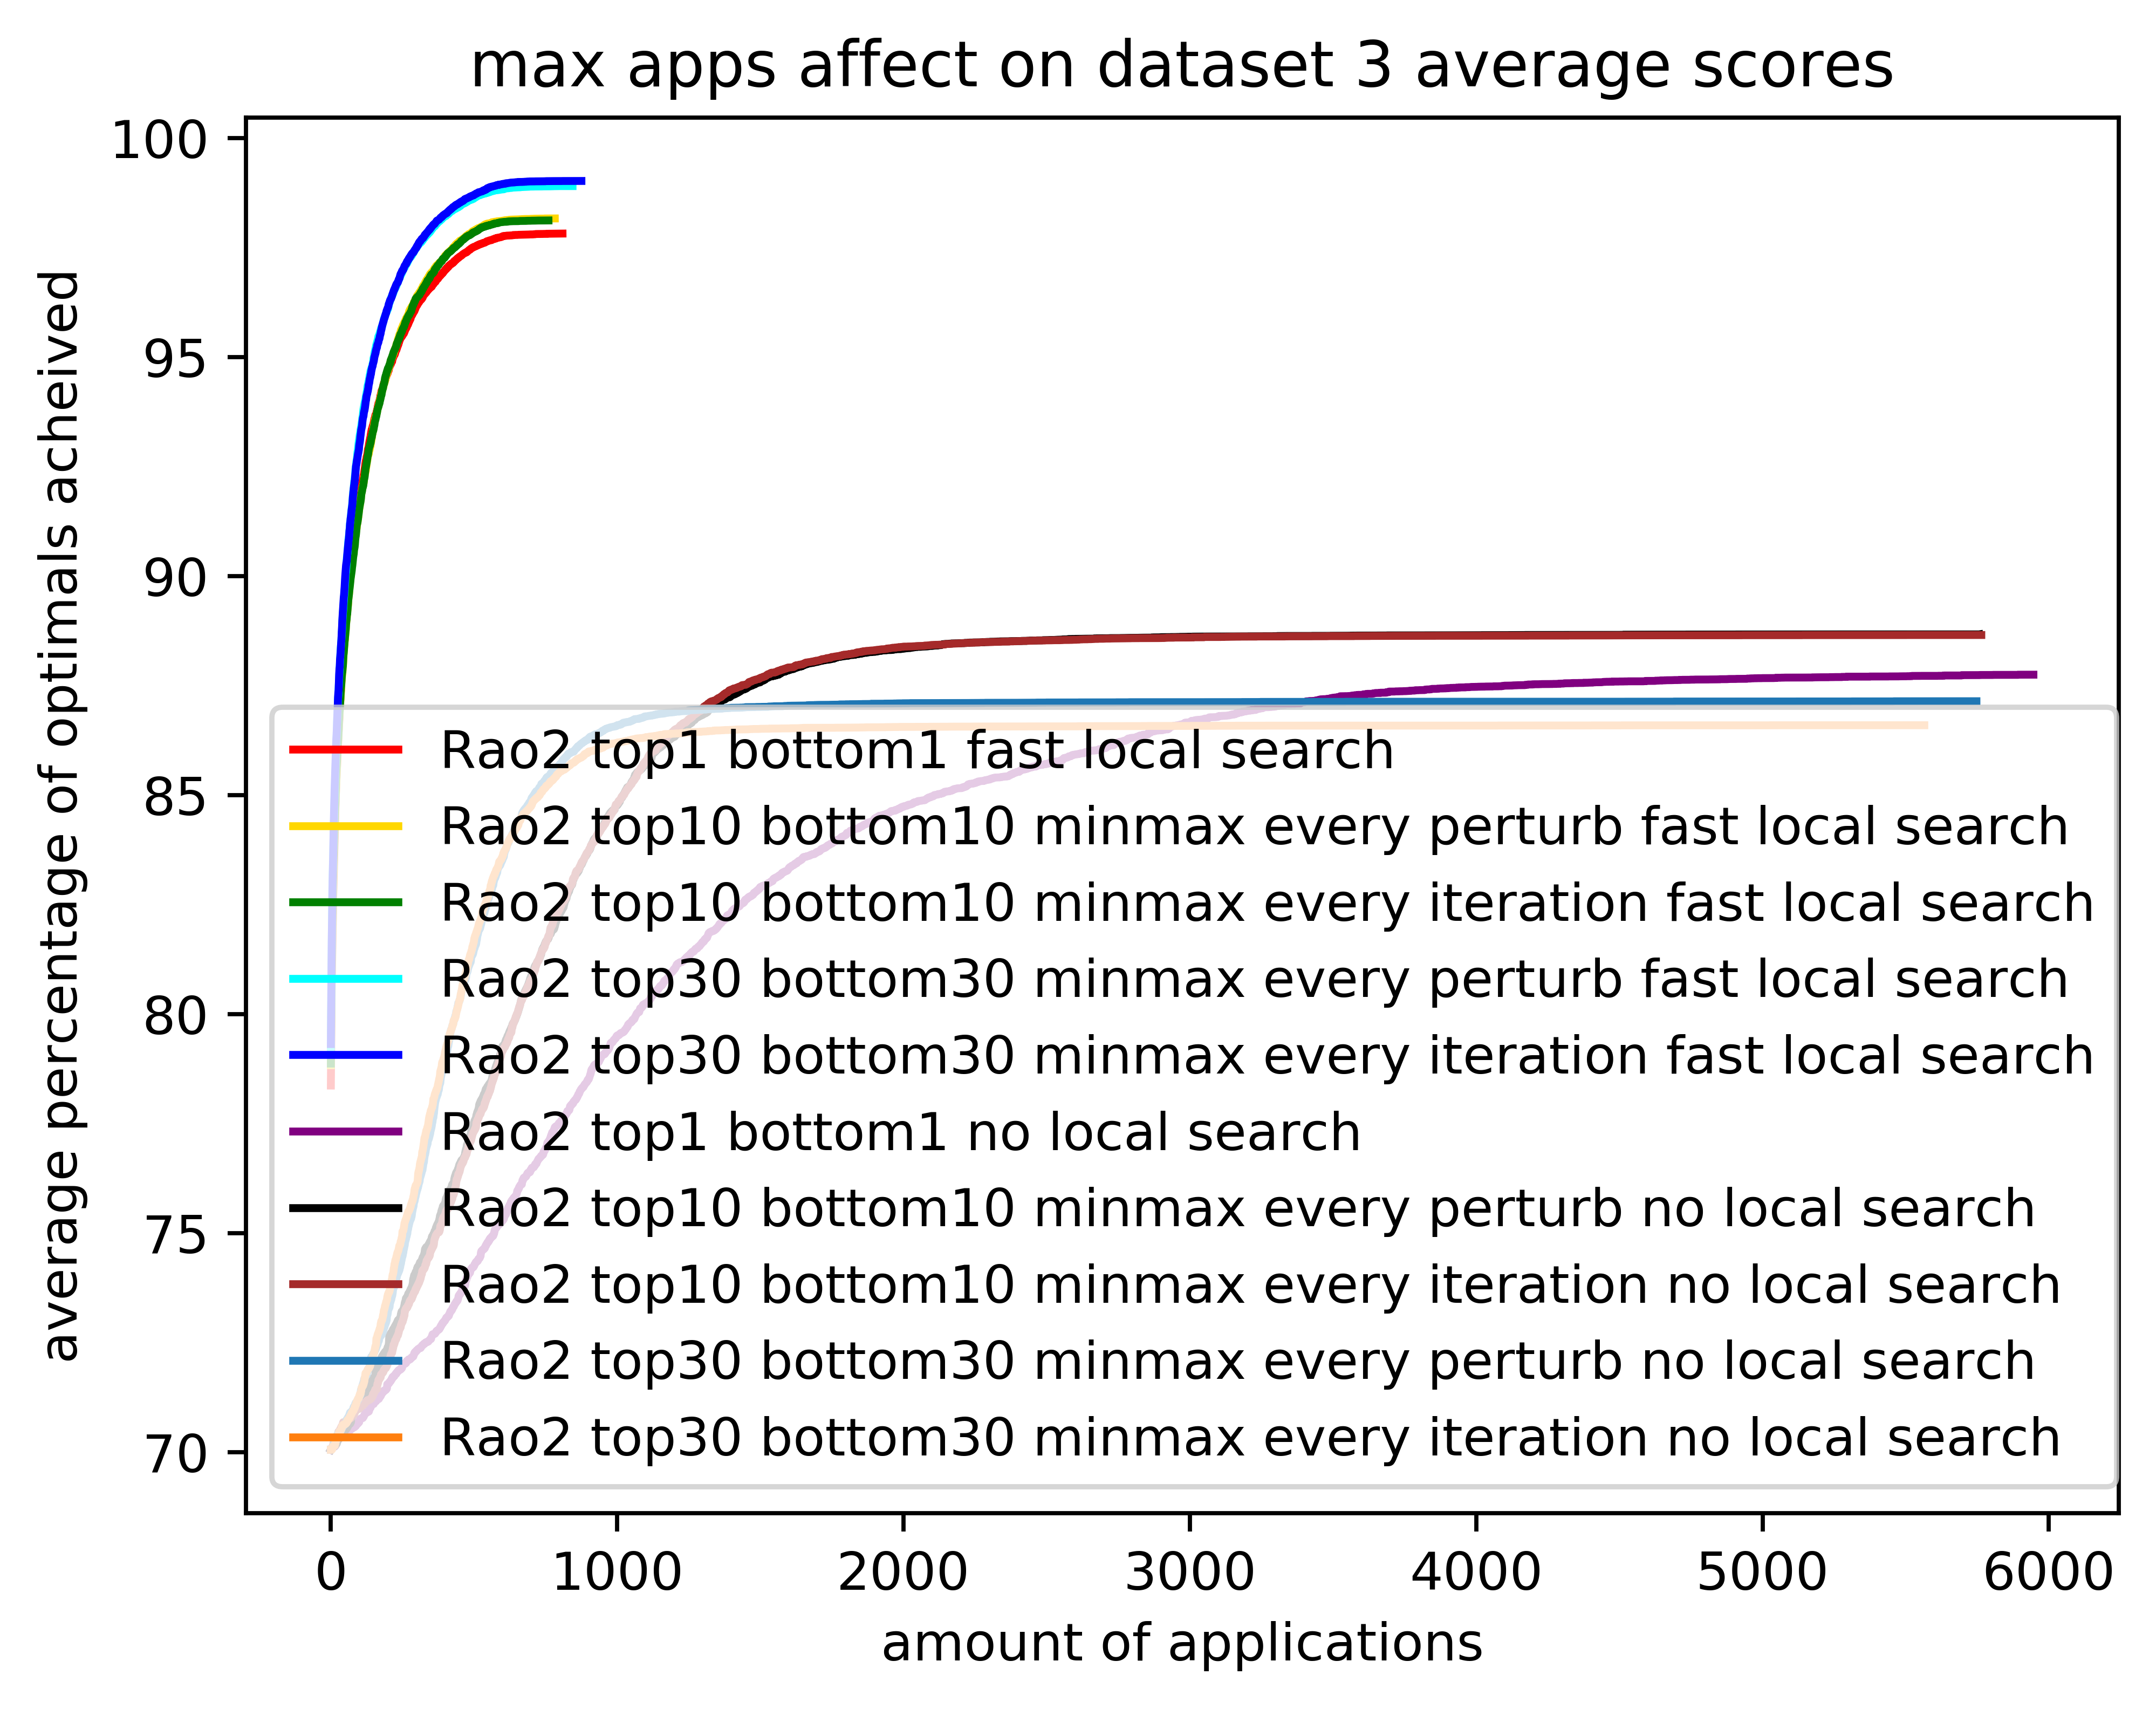 max apps affect on dataset 3 average scores
average percentage of optimals acheived
100
95
90
85
80
75
70
Rao2 top1 bottom1 fast local search
Rao2 top10 bottom10 minmax every perturb fast local search
Rao2 top10 bottom10 minmax every iteration fast local search
Rao2 top30 bottom30 minmax every perturb fast local search
Rao2 top30 bottom30 minmax every iteration fast local search
Rao2 top1 bottom1 no local search
Rao2 top10 bottom10 minmax every perturb no local search
Rao2 top10 bottom10 minmax every iteration no local search
Rao2 top30 bottom30 minmax every perturb no local search
Rao2 top30 bottom30 minmax every iteration no local search
0 1000 2000 3000 4000 5000 6000
amount of applications